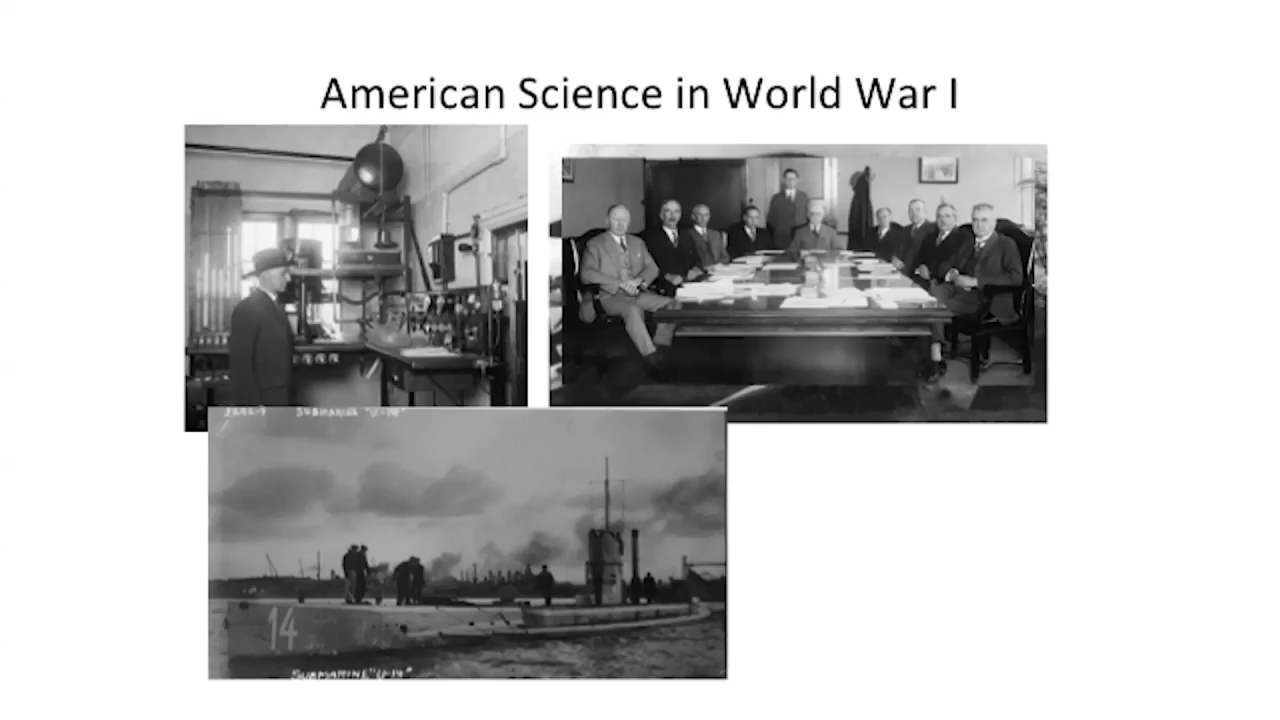 American Science in World War I
SUBMARINE "U-14"
14
SUBMARINE "U-14"